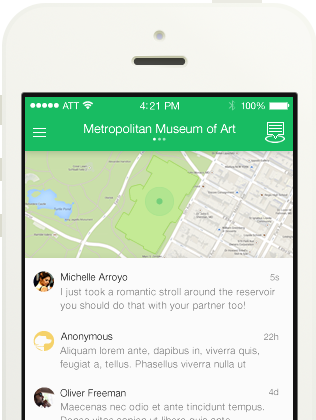 ATT 4:21 PM 100%
Metropolitan Museum of Art
Michelle Arroyo 5s
I just took a romantic stroll around the reservoir
you should do that with your partner too!
Anonymous 22h
Aliquam lorem ante, dapibus in, viverra quis,
feugiat a, tellus. Phasellus viverra nulla ut
Oliver Freeman 4d
Maecenas nec odio et ante tincidunt tempus.